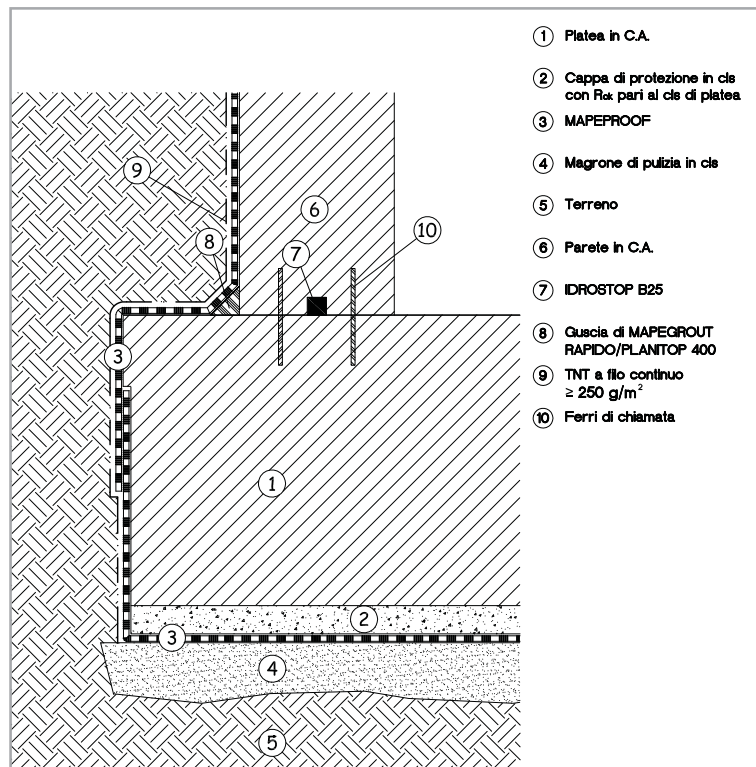 1 Platea in C.A.
2 Cappa di protezione in cls
con Rck pari al cls di platea
3 MAPEPROOF
4 Magrone di pulizia in cls
5 Terreno
6 Parete in C.A.
7 IDROSTOP B25
8 Guscia di MAPEGROUT
RAPIDO/PLANITOP 400
9 TNT a filo continuo
≥ 250 g/m²
10 Ferri di chiamata
9
6
8
7
10
3
1
2
3
4
5